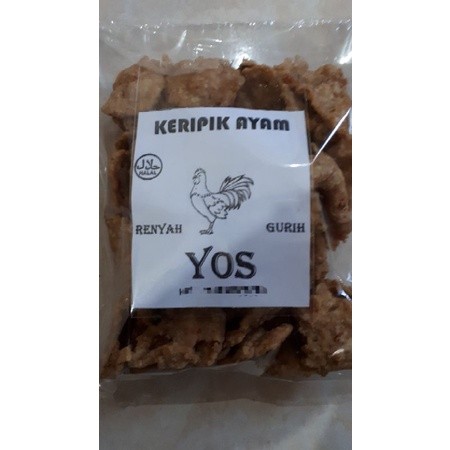 KERIPIK AYAM
حلال
HALAL
RENYAH
GURIH
YOS